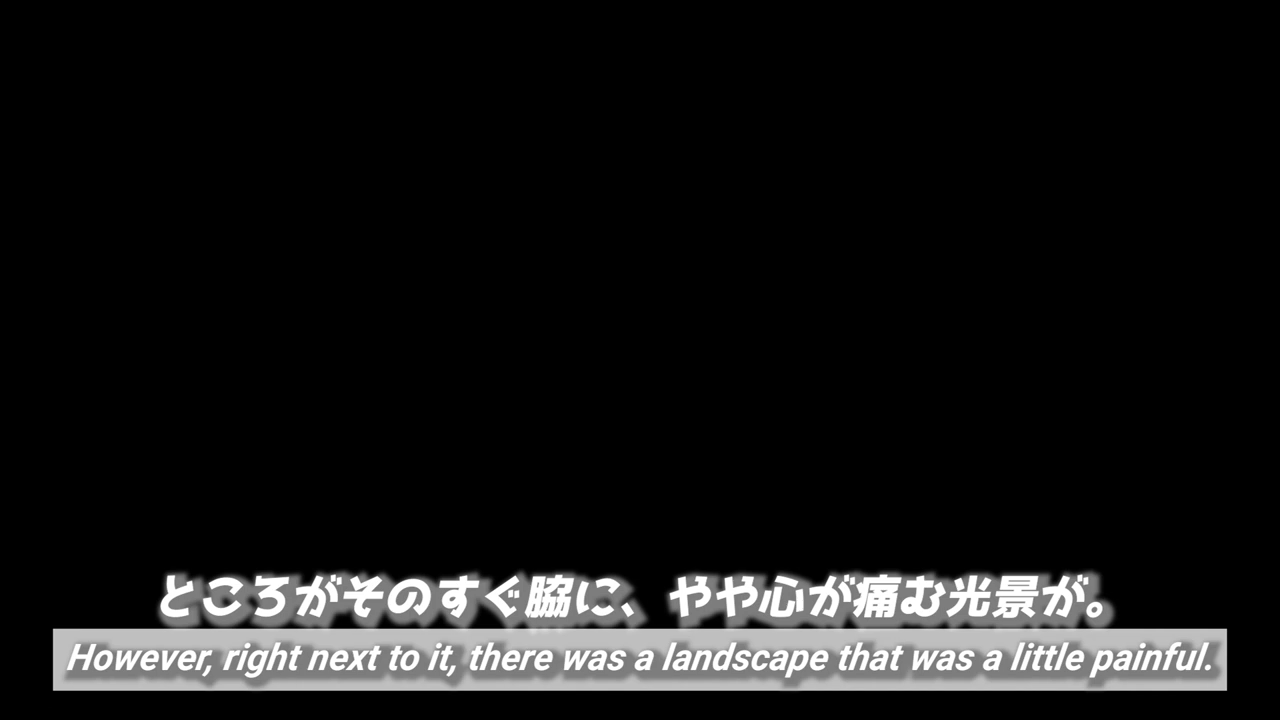 ところがそのすぐ脇に、やや心が痛む光景が。
However, right next to it, there was a landscape that was a little painful.